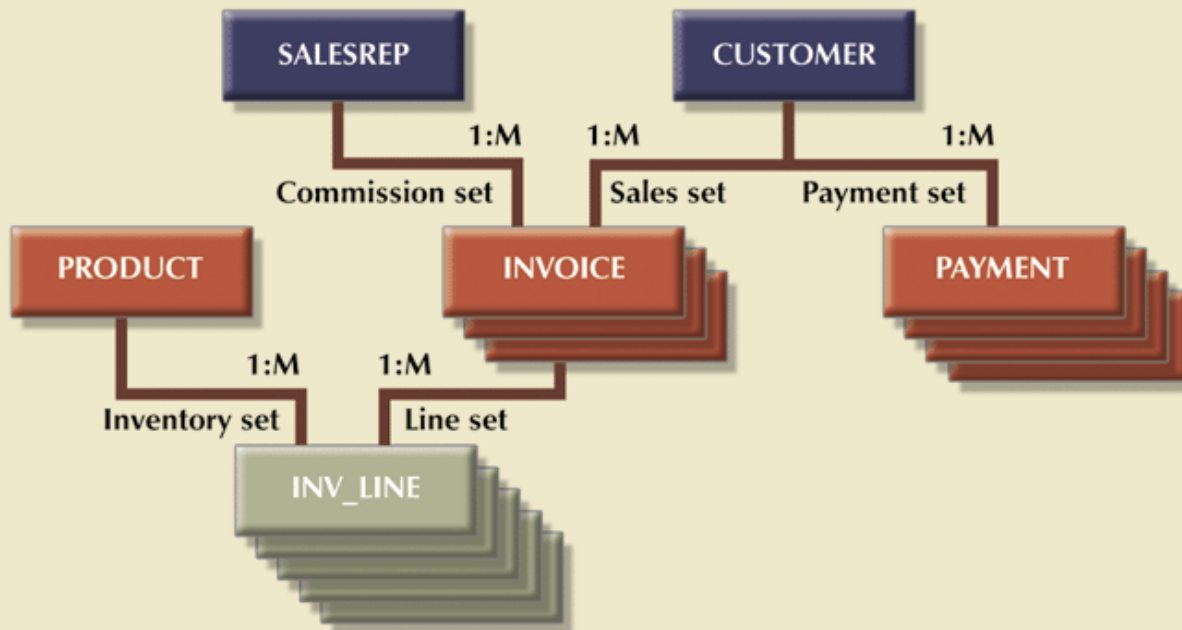 SALESREP
CUSTOMER
1:M
1:M
1:M
Commission set
Sales set
Payment set
PRODUCT
INVOICE
PAYMENT
1:M
1:M
Inventory set
Line set
INV_LINE